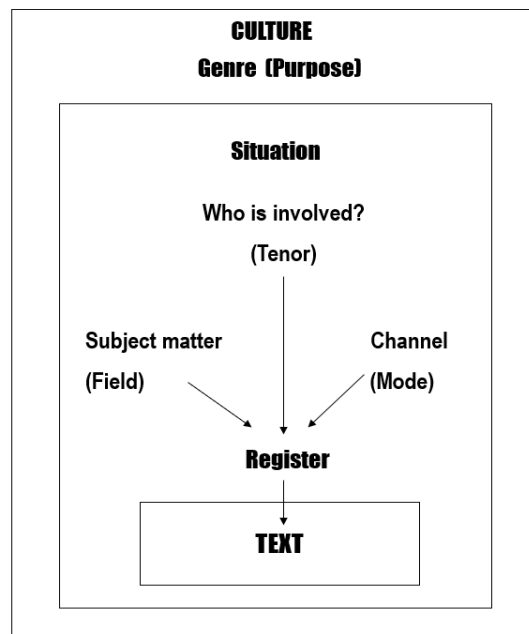 CULTURE
Genre (Purpose)
Situation
Who is involved?
(Tenor)
Subject matter
(Field)
Channel
(Mode)
Register
TEXT